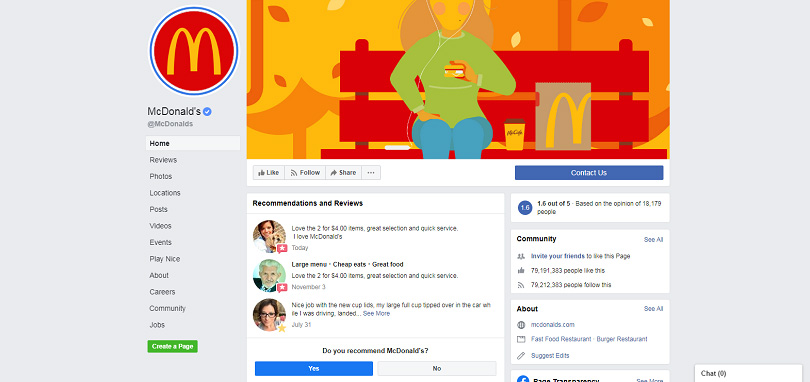 McDonald's
@McDonalds
Home
Reviews
Photos
Locations
Posts
Videos
Events
Play Nice
About
Careers
Community
Jobs
Create a Page
McCafé
Like
Follow
Share
...
Contact Us
Recommendations and Reviews
Love the 2 for $4.00 items, great selection and quick service.
I love McDonald's
Today
Large menu · Cheap eats · Great food
Love the 2 for $4.00 items, great selection and quick service.
November 3
Nice job with the new cup lids, my large full cup tipped over in the car wh
ile I was driving, landed... See More
July 31
Do you recommend McDonald's?
Yes
No
1.6
1.6 out of 5 · Based on the opinion of 18,179
people
Community
See All
Invite your friends to like this Page
79,191,383 people like this
79,212,383 people follow this
About
See All
mcdonalds.com
Fast Food Restaurant · Burger Restaurant
Suggest Edits
Page Transparency
See More
Chat (0)